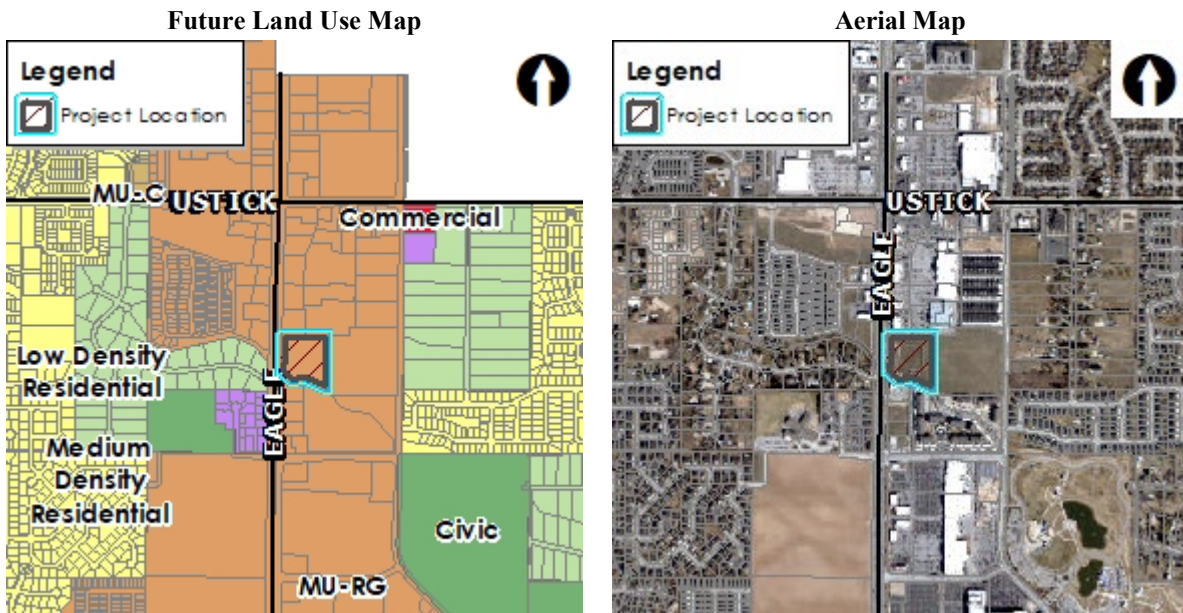 Future Land Use Map
Legend
Project Location
MU-C
USTICK
Commercial
Low Density
Residential
EAGLE
Medium
Density
Residential
Civic
MU-RG
Aerial Map
Legend
Project Location
USTICK
EAGLE